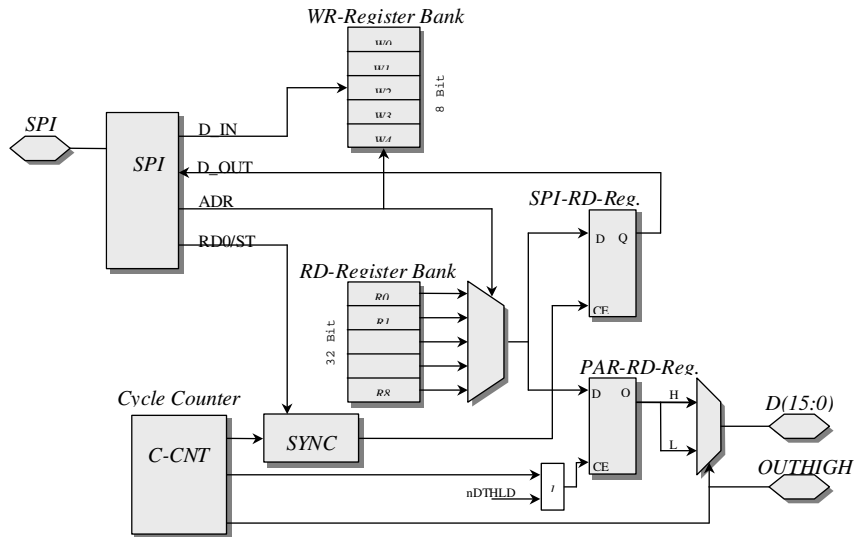 WR-Register Bank
W0
W1
W2
W3
W4
8 Bit
SPI
SPI
D_IN
D_OUT
ADR
RD0/ST
SPI-RD-Reg.
D Q
CE
RD-Register Bank
R0
R1
R8
32 Bit
PAR-RD-Reg.
D O
CE
H
L
D(15:0)
OUTHIGH
Cycle Counter
C-CNT
SYNC
nDTHLD
1